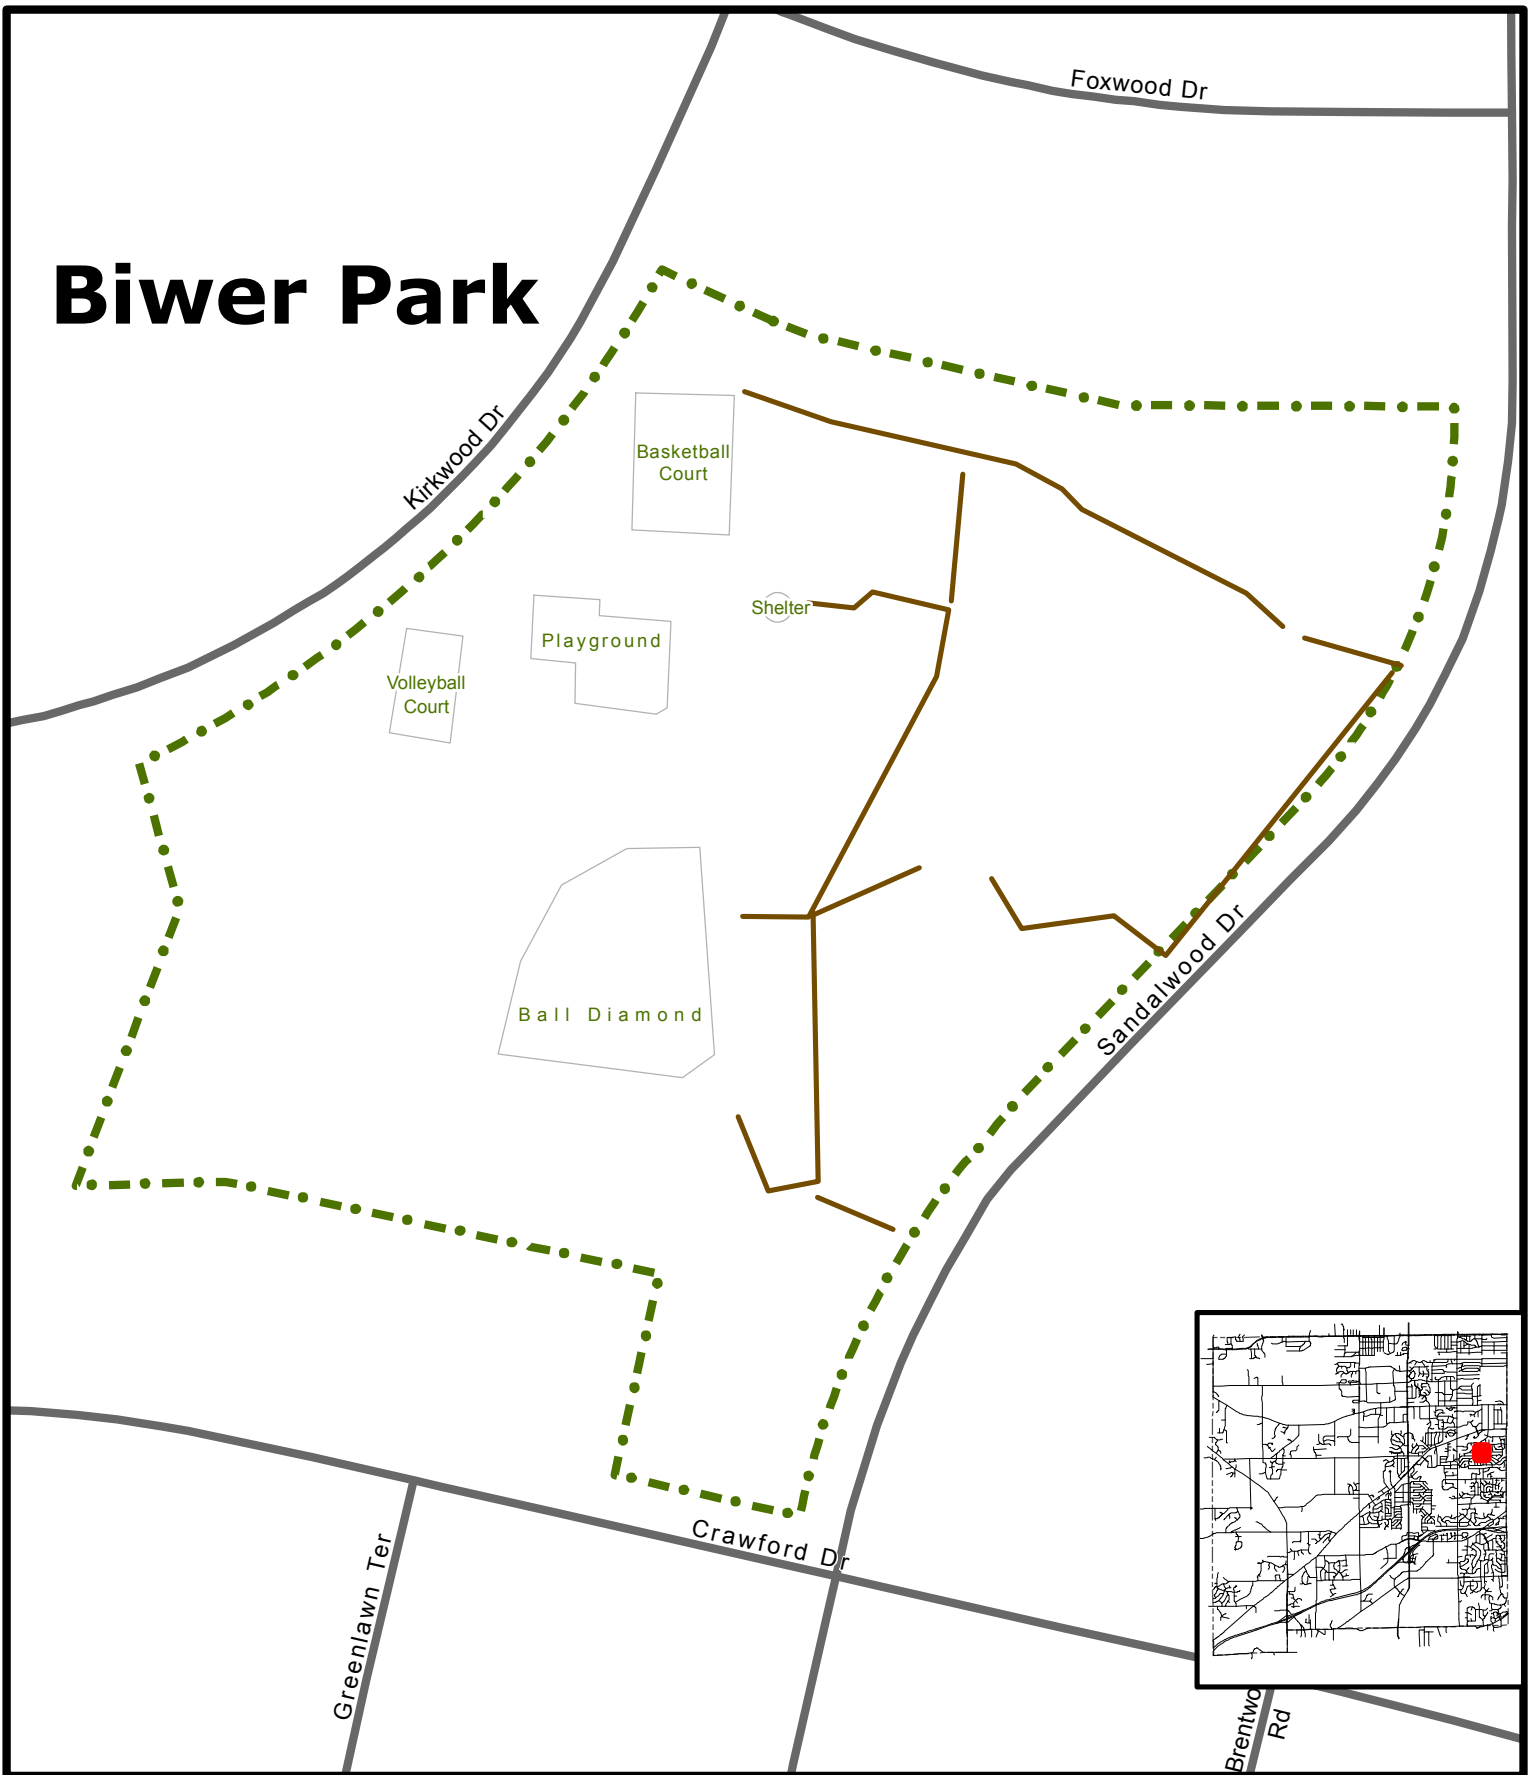 Foxwood Dr
Biwer Park
Kirkwood Dr
Basketball
Court
Shelter
Playground
Volleyball
Court
Sandalwood Dr
Ball Diamond
Crawford Dr
Greenlawn Ter
Brentwo
Rd